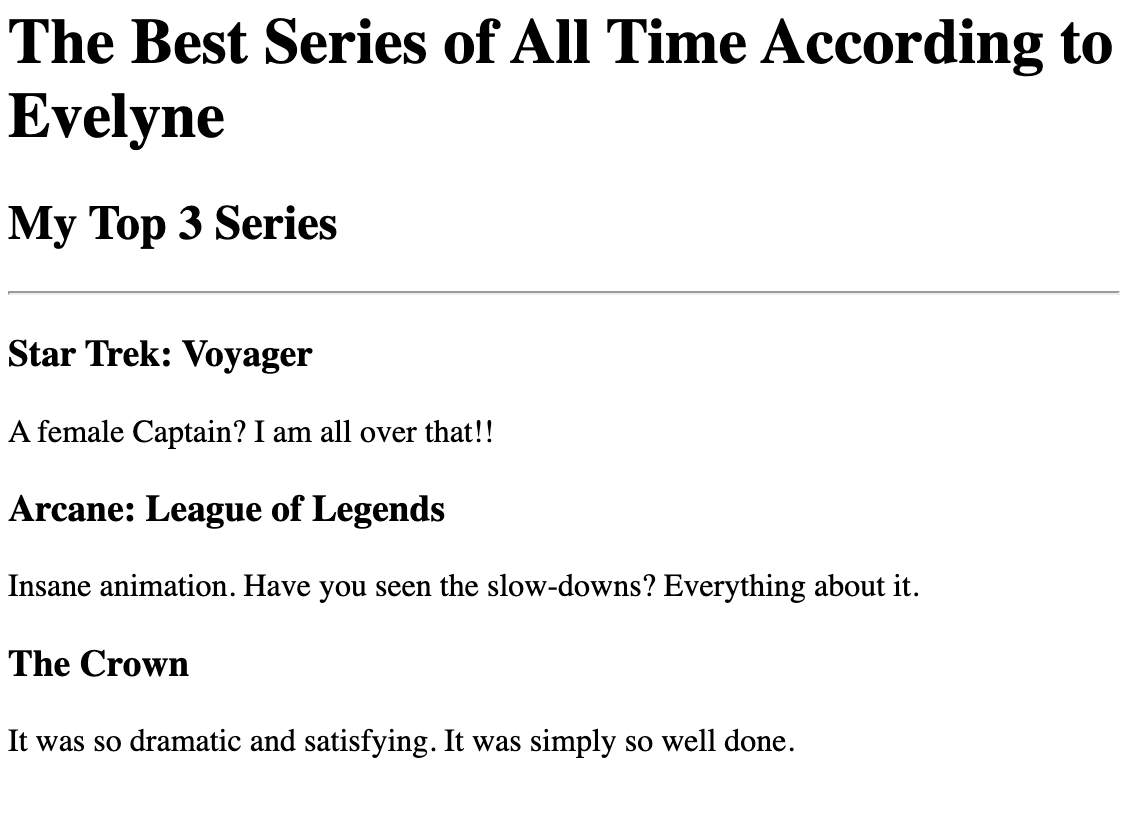 The Best Series of All Time According to
Evelyne
My Top 3 Series
Star Trek: Voyager
A female Captain? I am all over that!!
Arcane: League of Legends
Insane animation. Have you seen the slow-downs? Everything about it.
The Crown
It was so dramatic and satisfying. It was simply so well done.